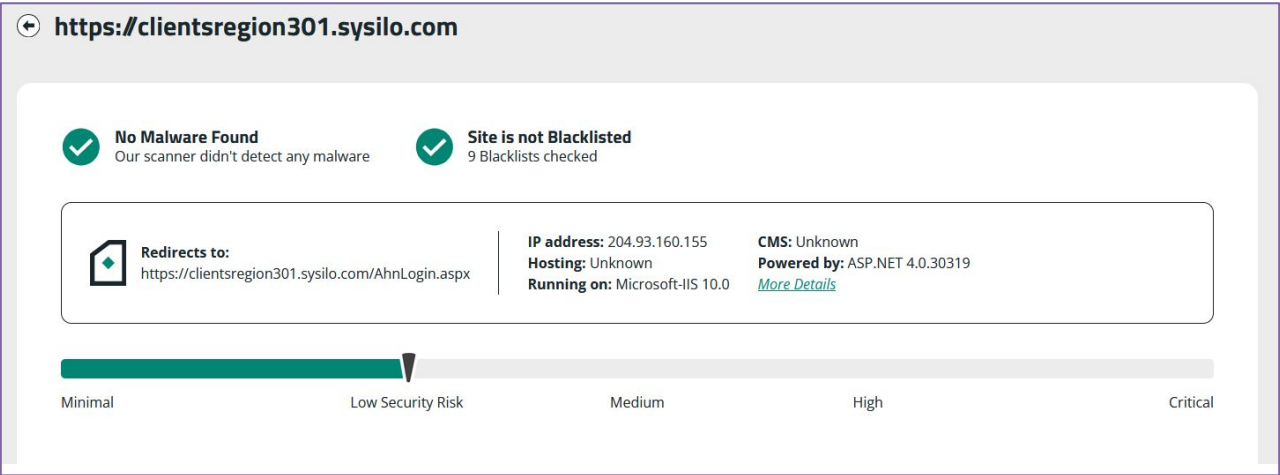 https://clientsregion301.sysilo.com
No Malware Found
Our scanner didn't detect any malware
Site is not Blacklisted
9 Blacklists checked
Redirects to:
https://clientsregion301.sysilo.com/AhnLogin.aspx
IP address: 204.93.160.155
Hosting: Unknown
Running on: Microsoft-IIS 10.0
CMS: Unknown
Powered by: ASP.NET 4.0.30319
More Details
Minimal
Low Security Risk
Medium
High
Critical